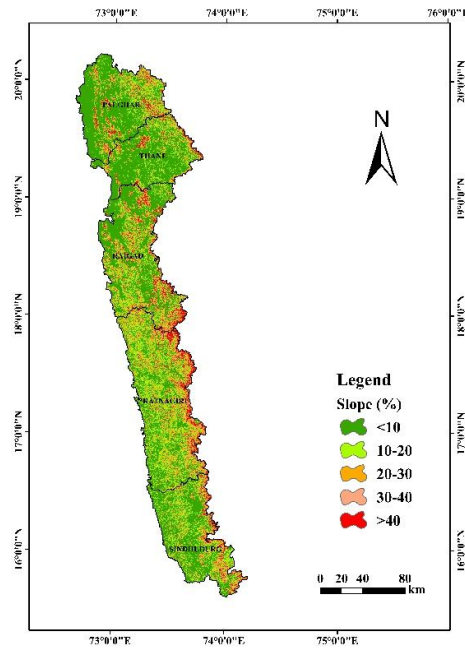 73°0'0"N 74°0'0"N 75°0'0"N 76°0'0"N
20°0'0"N 20°0'0"N
N
PALGHAR
THANE
19°0'0"N 19°0'0"N
RAIGAD
18°0'0"N 18°0'0"N
Legend
Slope (%)
RATNAGIRI
<10
17°0'0"N 17°0'0"N
10-20
20-30
30-40
>40
16°0'0"N 16°0'0"N
SINDHUDURG
0 20 40 80
km
73°0'0"E 74°0'0"E 75°0'0"E